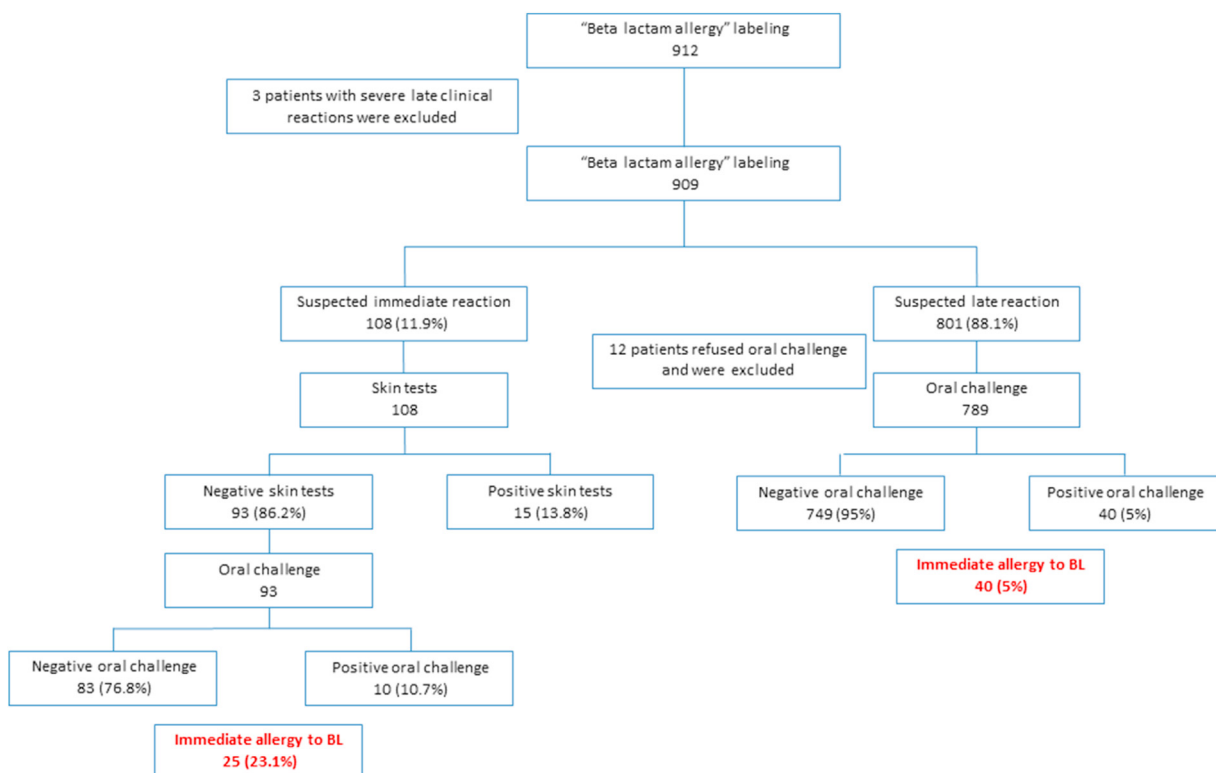 “Beta lactam allergy” labeling
912
3 patients with severe late clinical
reactions were excluded
“Beta lactam allergy” labeling
909
Suspected immediate reaction
108 (11.9%)
Suspected late reaction
801 (88.1%)
12 patients refused oral challenge
and were excluded
Skin tests
108
Oral challenge
789
Negative skin tests
93 (86.2%)
Positive skin tests
15 (13.8%)
Negative oral challenge
749 (95%)
Positive oral challenge
40 (5%)
Oral challenge
93
Immediate allergy to BL
40 (5%)
Negative oral challenge
83 (76.8%)
Positive oral challenge
10 (10.7%)
Immediate allergy to BL
25 (23.1%)